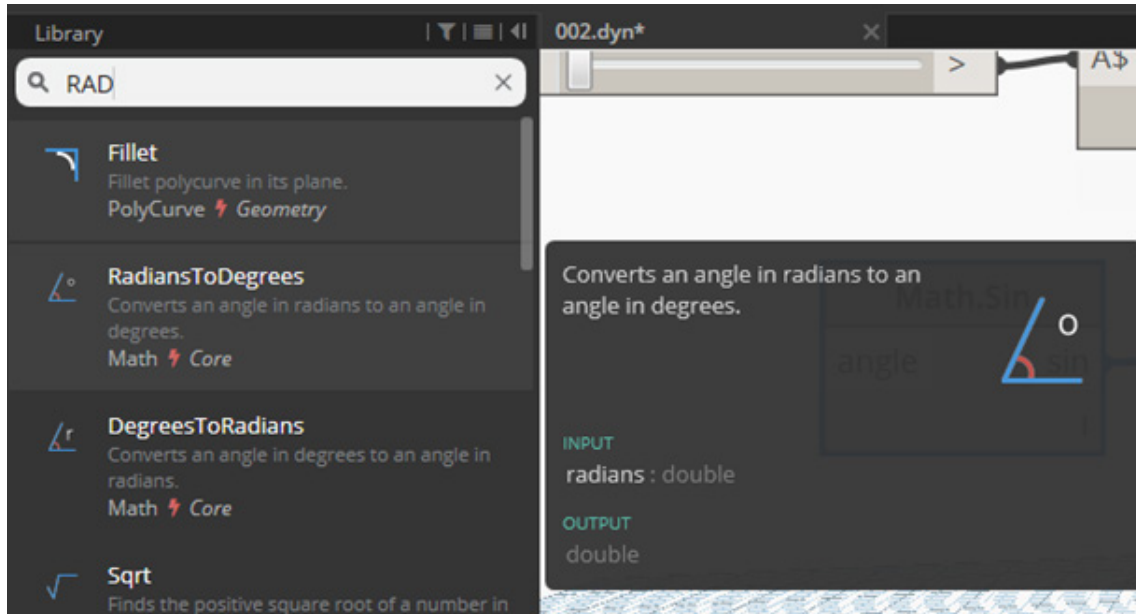 Library
RAD
Fillet
Fillet polycurve in its plane.
PolyCurve Geometry
RadiansToDegrees
Converts an angle in radians to an angle in
degrees.
Math Core
DegreesToRadians
Converts an angle in degrees to an angle in
radians.
Math Core
Sqrt
Finds the positive square root of a number in
002.dyn*
>
A$
Converts an angle in radians to an
angle in degrees.
Math.Sin
angle
sin
INPUT
radians : double
OUTPUT
double